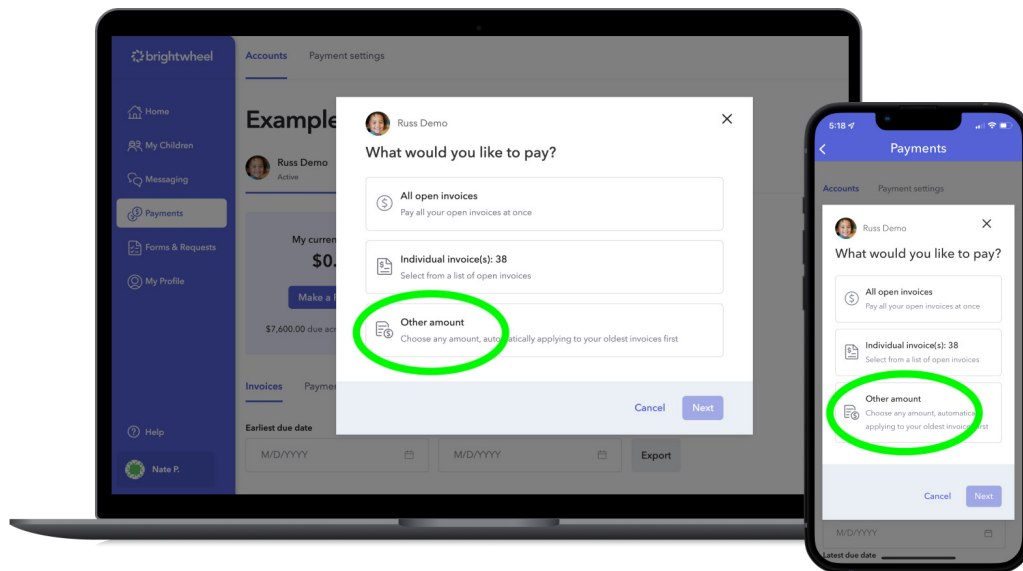 brightwheel
Accounts Payment settings
Home
My Children
Messaging
Payments
Forms & Requests
My Profile
Help
Nate P.
Example
Russ Demo
Active
My curren
$0.
Make a
$7,600.00 due acr
Invoices Payme
Earliest due date
M/D/YYYY M/D/YYYY Export
Russ Demo
What would you like to pay?
All open invoices
Pay all your open invoices at once
Individual invoice(s): 38
Select from a list of open invoices
Other amount
Choose any amount, automatically applying to your oldest invoices first
Cancel Next
5:18
Payments
Accounts Payment settings
Russ Demo
What would you like to pay?
All open invoices
Pay all your open invoices at once
Individual invoice(s): 38
Select from a list of open invoices
Other amount
Choose any amount, automatica
applying to your oldest invoices first
Cancel Next
M/D/YYYY
Latest due date